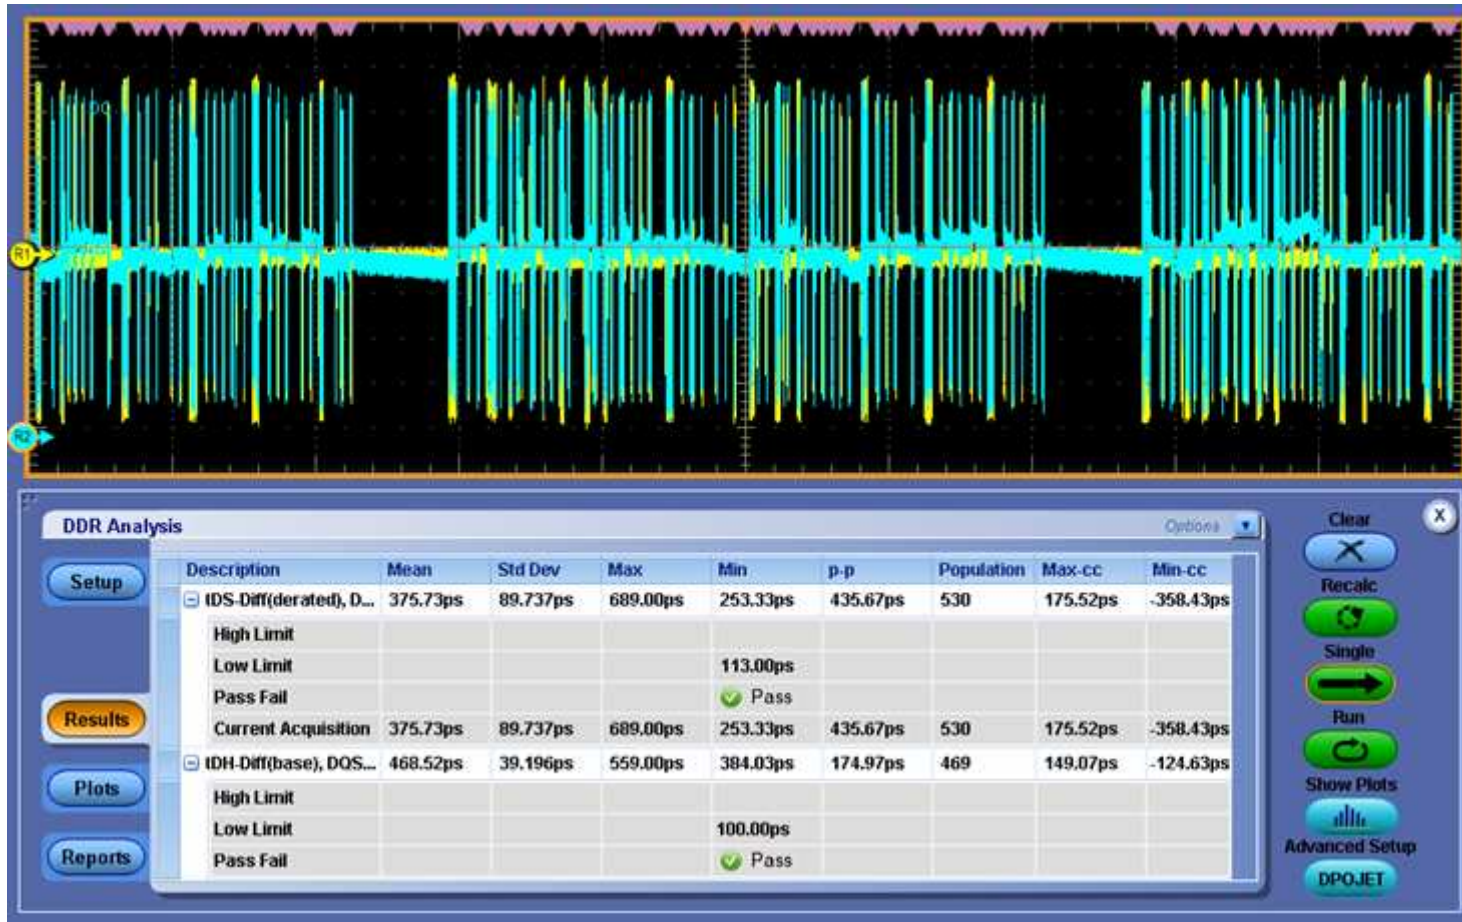 DQ
R1
R2
DDR Analysis
Options
Clear
X
Setup
Description Mean Std Dev Max Min p-p Population Max-cc Min-cc
Recalc
tDS-Diff(derated), D... 375.73ps 89.737ps 689.00ps 253.33ps 435.67ps 530 175.52ps -358.43ps
High Limit
Single
Low Limit 113.00ps
Pass Fail Pass
Results
Run
Current Acquisition 375.73ps 89.737ps 689.00ps 253.33ps 435.67ps 530 175.52ps -358.43ps
tDH-Diff(base), DQS... 468.52ps 39.196ps 559.00ps 384.03ps 174.97ps 469 149.07ps -124.63ps
Plots
Show Plots
High Limit
Low Limit 100.00ps
Advanced Setup
Reports
Pass Fail Pass
DPOJET